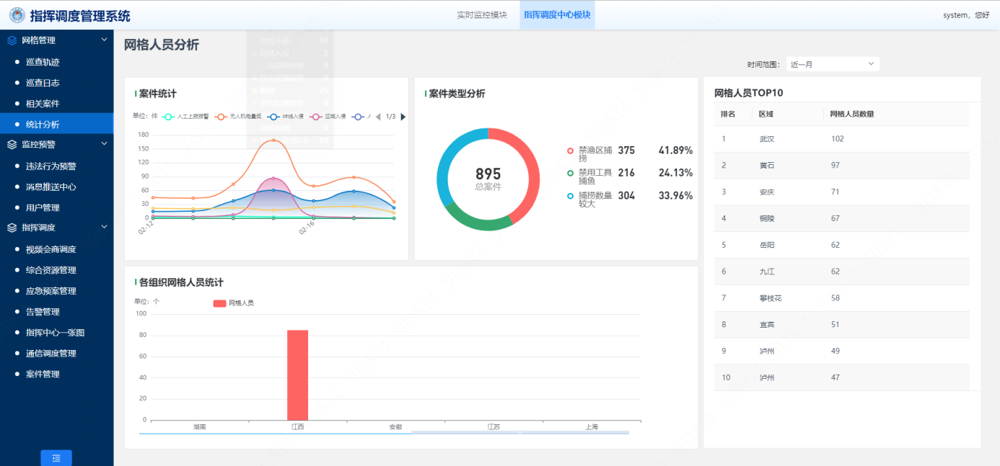 指挥调度管理系统
实时监控模块
指挥调度中心模块
system，您好
网格管理
巡查轨迹
巡查日志
相关案件
统计分析
监控预警
违法行为预警
消息推送中心
用户管理
指挥调度
视频会商调度
综合资源管理
应急预案管理
告警管理
指挥中心一张图
通信调度管理
案件管理
网格人员分析
时间范围： 近一月
案件统计
单位：件 人工上报报警 无人机电量低 绊线入侵 区域入侵 1/3
180
150
120
90
60
30
0
02-12 02-16
案件类型分析
895
总案件
禁渔区捕捞 375 41.89%
禁用工具捕鱼 216 24.13%
捕捞数量较大 304 33.96%
各组织网格人员统计
单位：个 网格人员
100
80
60
40
20
0
湖南 江西 安徽 江苏 上海
网格人员TOP10
排名 区域 网格人员数量
1 武汉 102
2 黄石 97
3 安庆 71
4 铜陵 67
5 岳阳 62
6 九江 62
7 攀枝花 58
8 宜宾 51
9 泸州 49
10 泸州 47